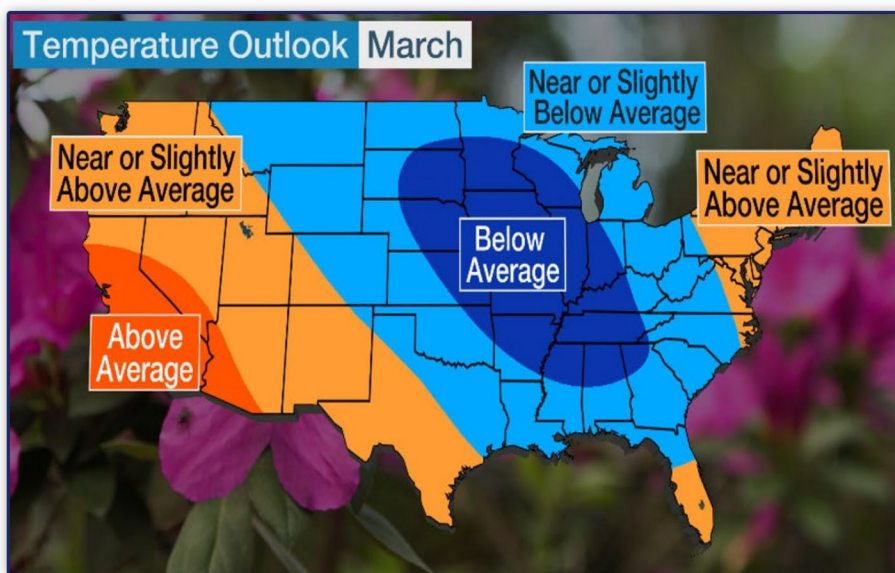 Temperature Outlook March
Near or Slightly
Below Average
Near or Slightly
Above Average
Near or Slightly
Above Average
Below
Average
Above
Average